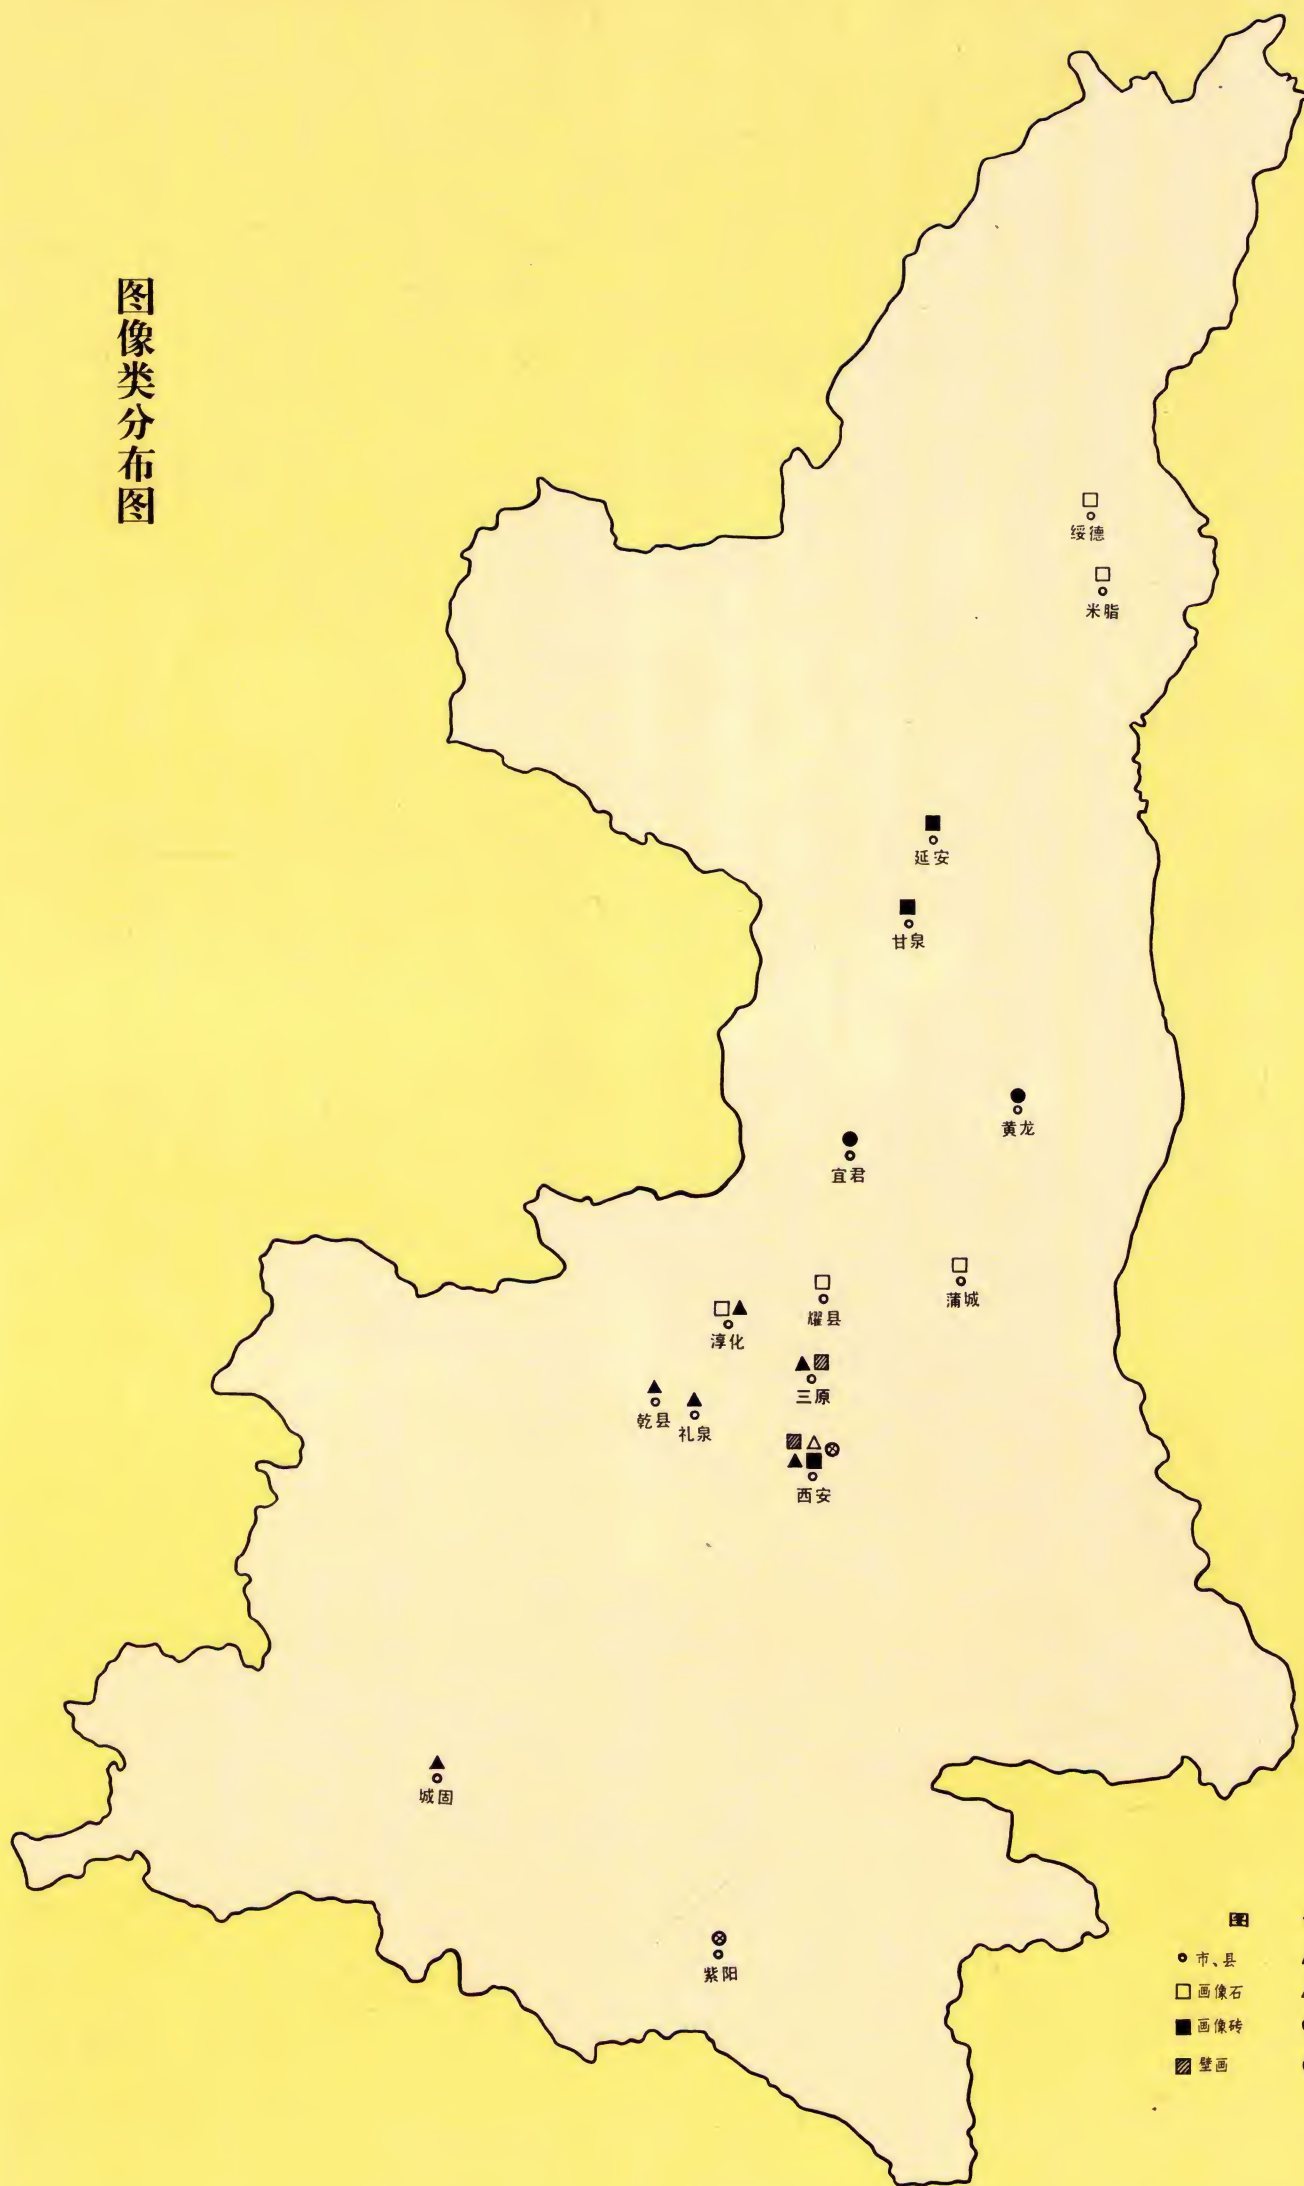 图像类分布图
绥德
米脂
延安
甘泉
黄龙
宜君
蒲城
耀县
淳化
三原
乾县
礼泉
西安
城固
紫阳
图
市、县
画像石
画像砖
壁画